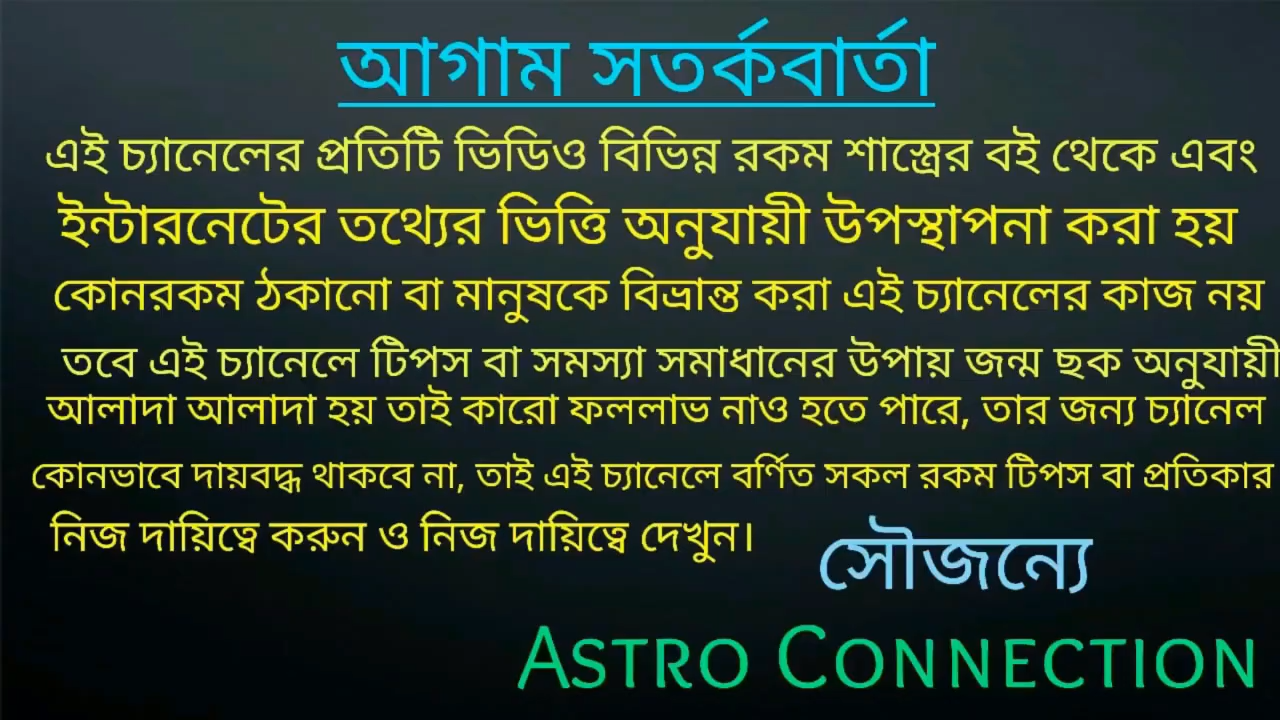 আগাম সতর্কবার্তা
এই চ্যানেলের প্রতিটি ভিডিও বিভিন্ন রকম শাস্ত্রের বই থেকে এবং
ইন্টারনেটের তথ্যের ভিত্তি অনুযায়ী উপস্থাপনা করা হয়
কোনরকম ঠকানো বা মানুষকে বিভ্রান্ত করা এই চ্যানেলের কাজ নয়
তবে এই চ্যানেলে টিপস বা সমস্যা সমাধানের উপায় জন্ম ছক অনুযায়ী
আলাদা আলাদা হয় তাই কারো ফললাভ নাও হতে পারে, তার জন্য চ্যানেল
কোনভাবে দায়বদ্ধ থাকবে না, তাই এই চ্যানেলে বর্ণিত সকল রকম টিপস বা প্রতিকার
নিজ দায়িত্বে করুন ও নিজ দায়িত্বে দেখুন।
সৌজন্যে
ASTRO CONNECTION